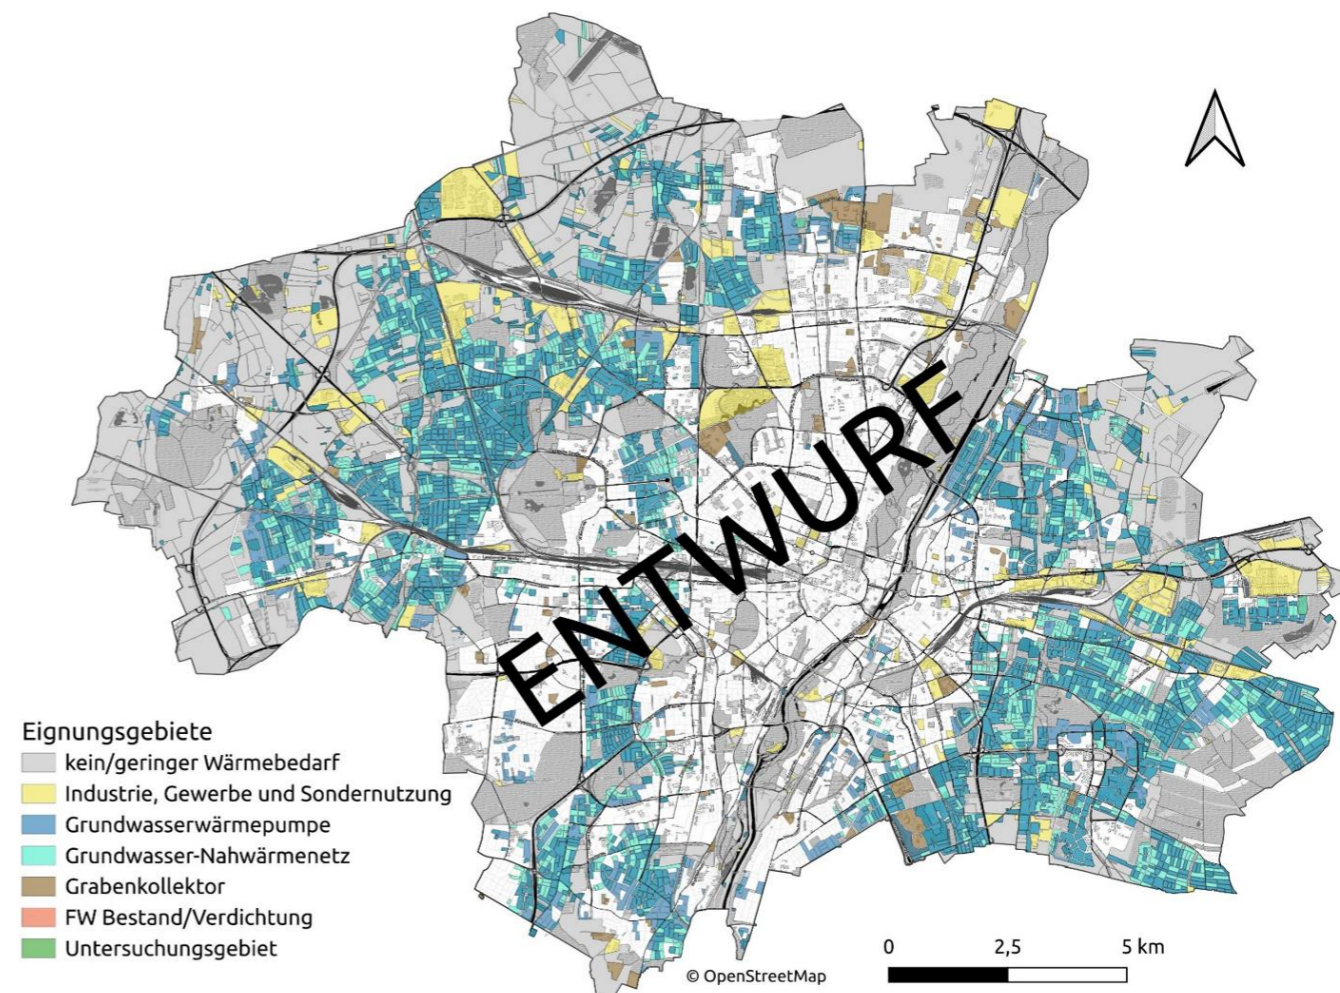 ENTWURF
Eignungsgebiete
kein/geringer Wärmebedarf
Industrie, Gewerbe und Sondernutzung
Grundwasserwärmepumpe
Grundwasser-Nahwärmenetz
Grabenkollektor
FW Bestand/Verdichtung
Untersuchungsgebiet
0 2,5 5 km
© OpenStreetMap